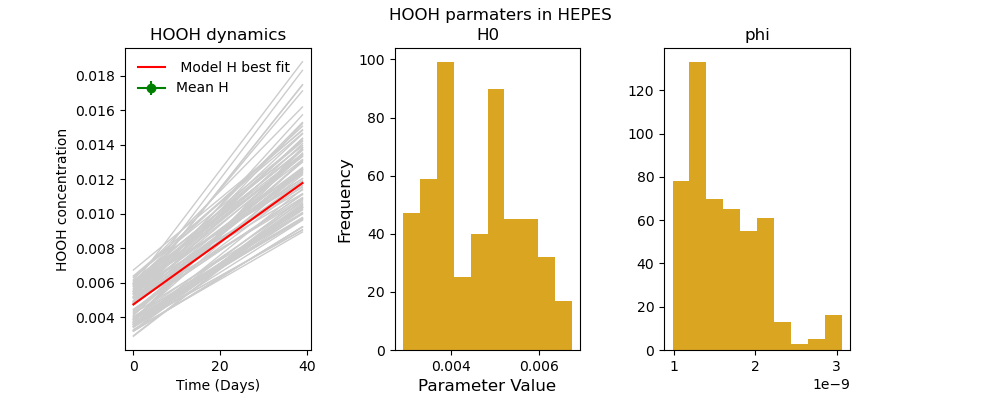 HOOH parmaters in HEPES
HOOH dynamics
H0
phi
Model H best fit
Mean H
HOOH concentration
0.018
0.016
0.014
0.012
0.010
0.008
0.006
0.004
0
20
40
Time (Days)
Frequency
100
80
60
40
20
0
0.004
0.006
Parameter Value
120
100
80
60
40
20
0
1
2
3
1e−9